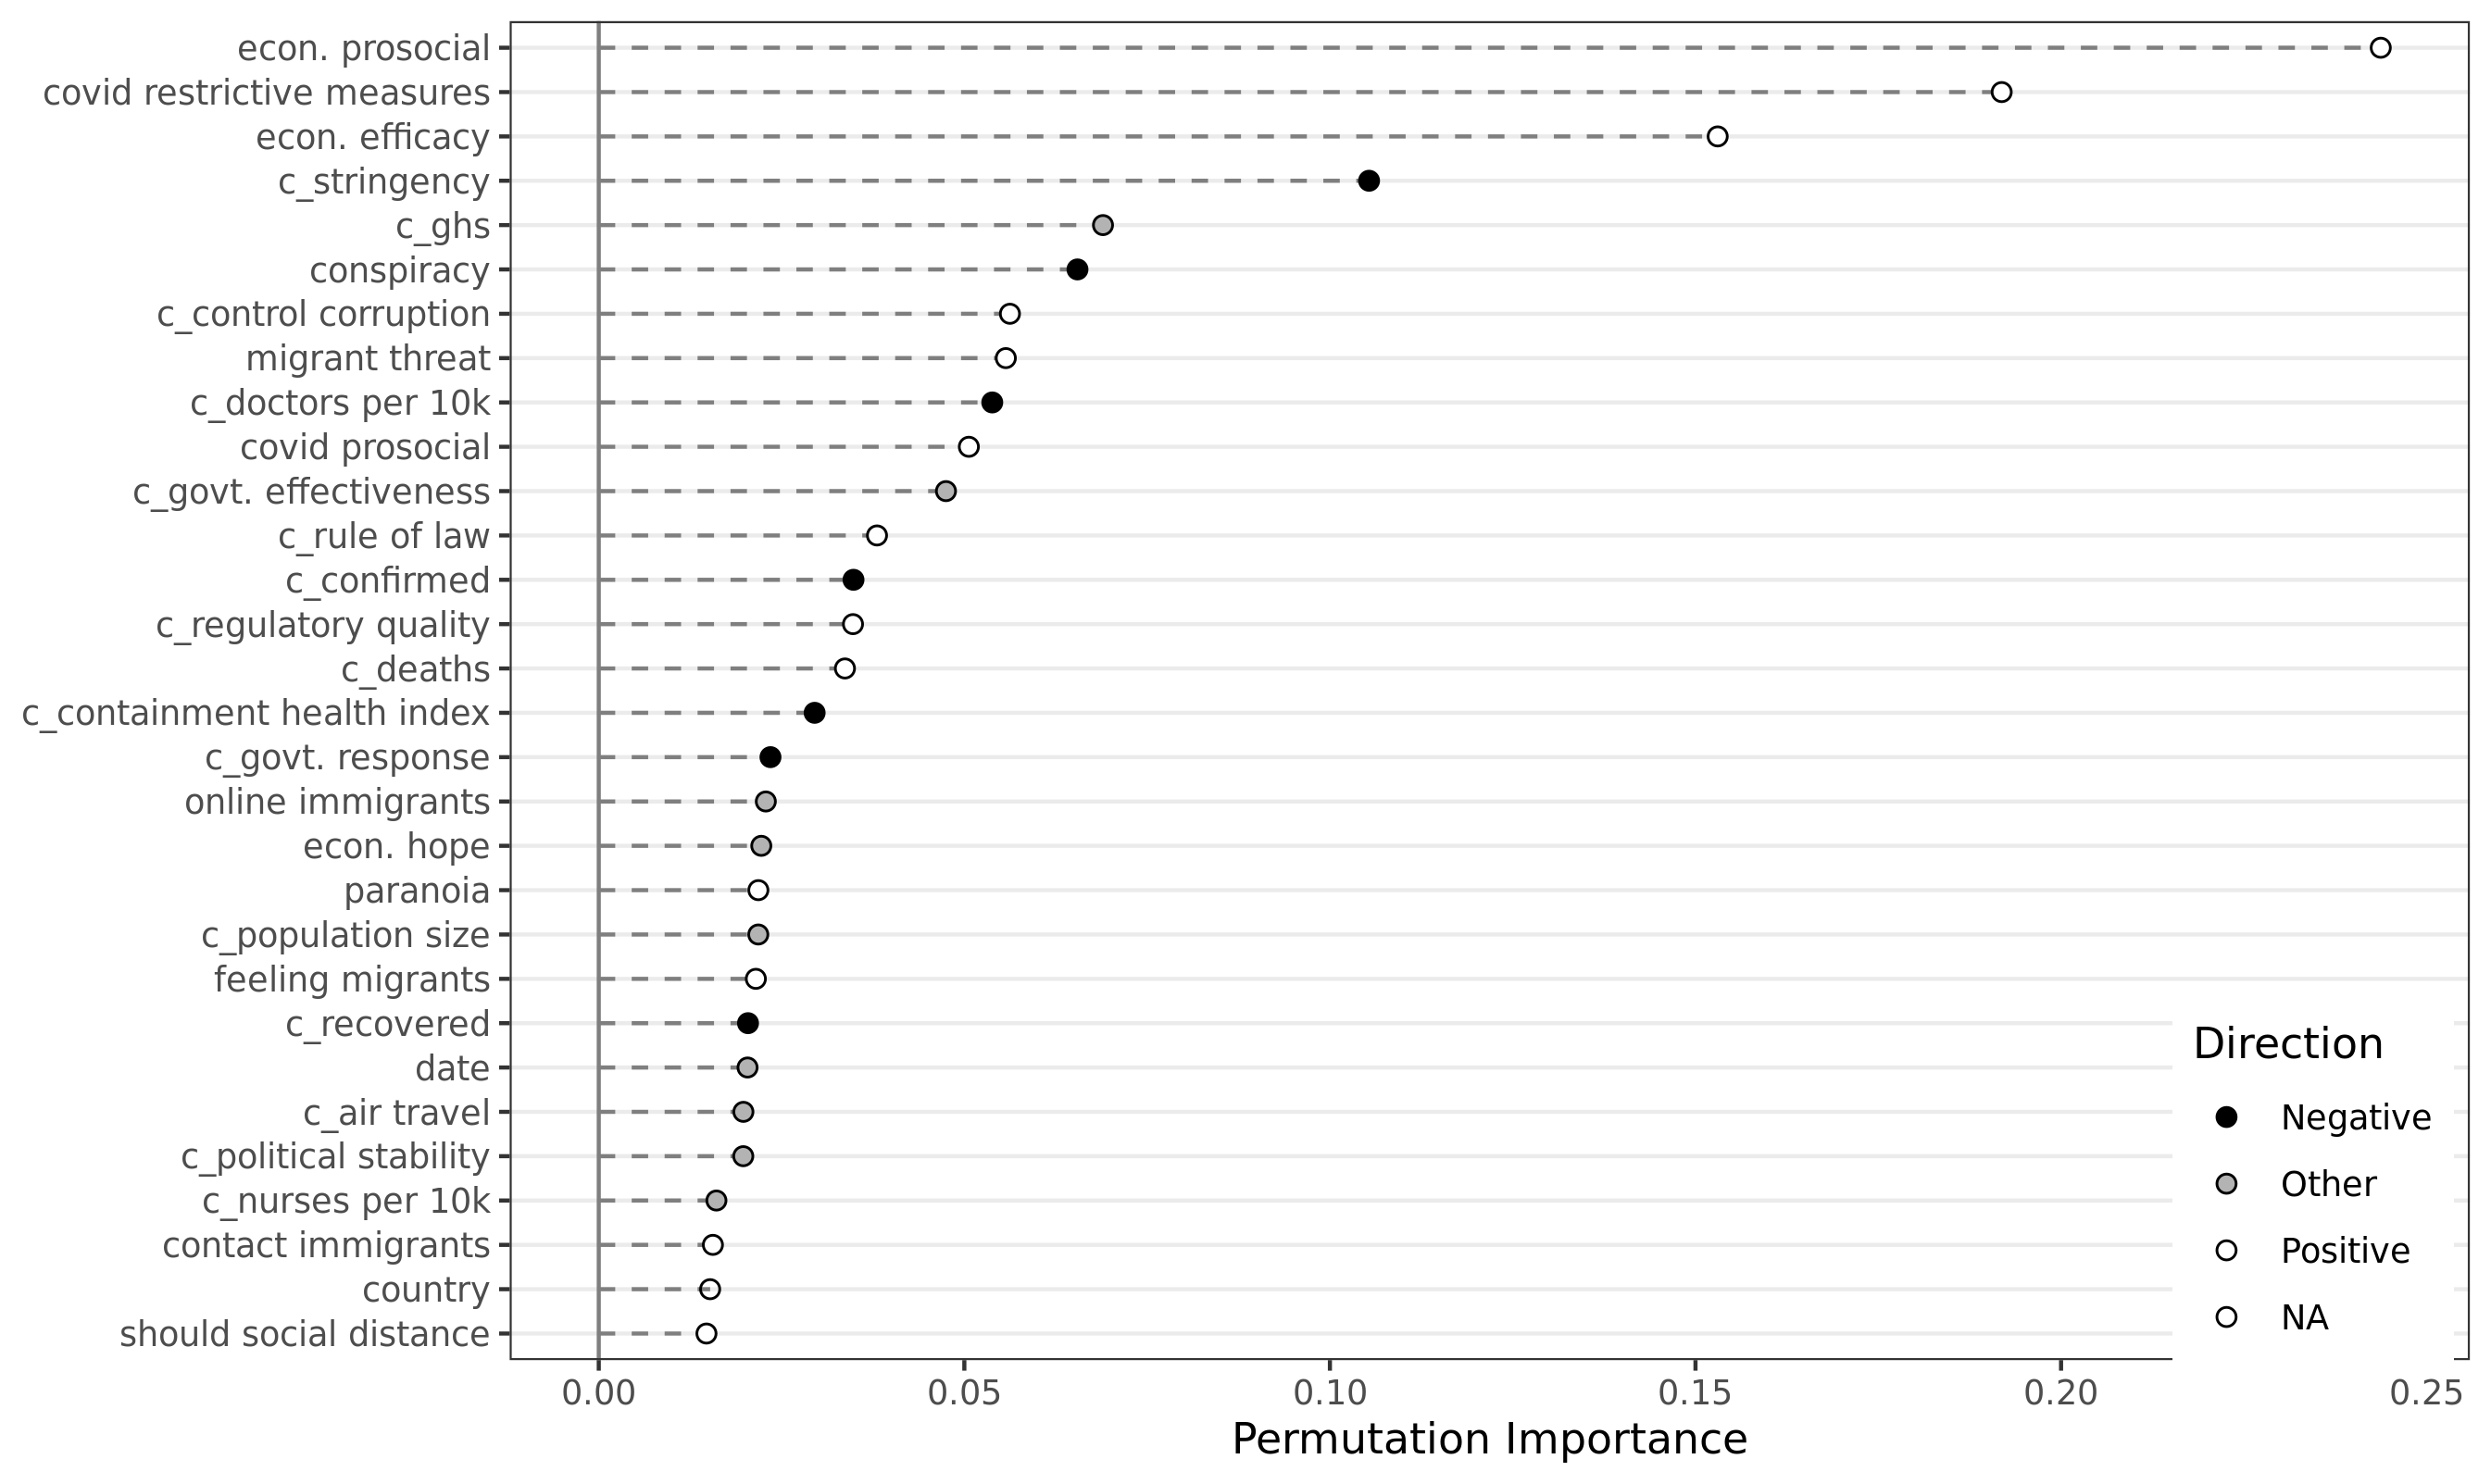 econ. prosocial
covid restrictive measures
econ. efficacy
c_stringency
c_ghs
conspiracy
c_control corruption
migrant threat
c_doctors per 10k
covid prosocial
c_govt. effectiveness
c_rule of law
c_confirmed
c_regulatory quality
c_deaths
c_containment health index
c_govt. response
online immigrants
econ. hope
paranoia
c_population size
feeling migrants
c_recovered
date
c_air travel
c_political stability
c_nurses per 10k
contact immigrants
country
should social distance
Direction
Negative
Other
Positive
NA
0.00 0.05 0.10 0.15 0.20 0.25
Permutation Importance